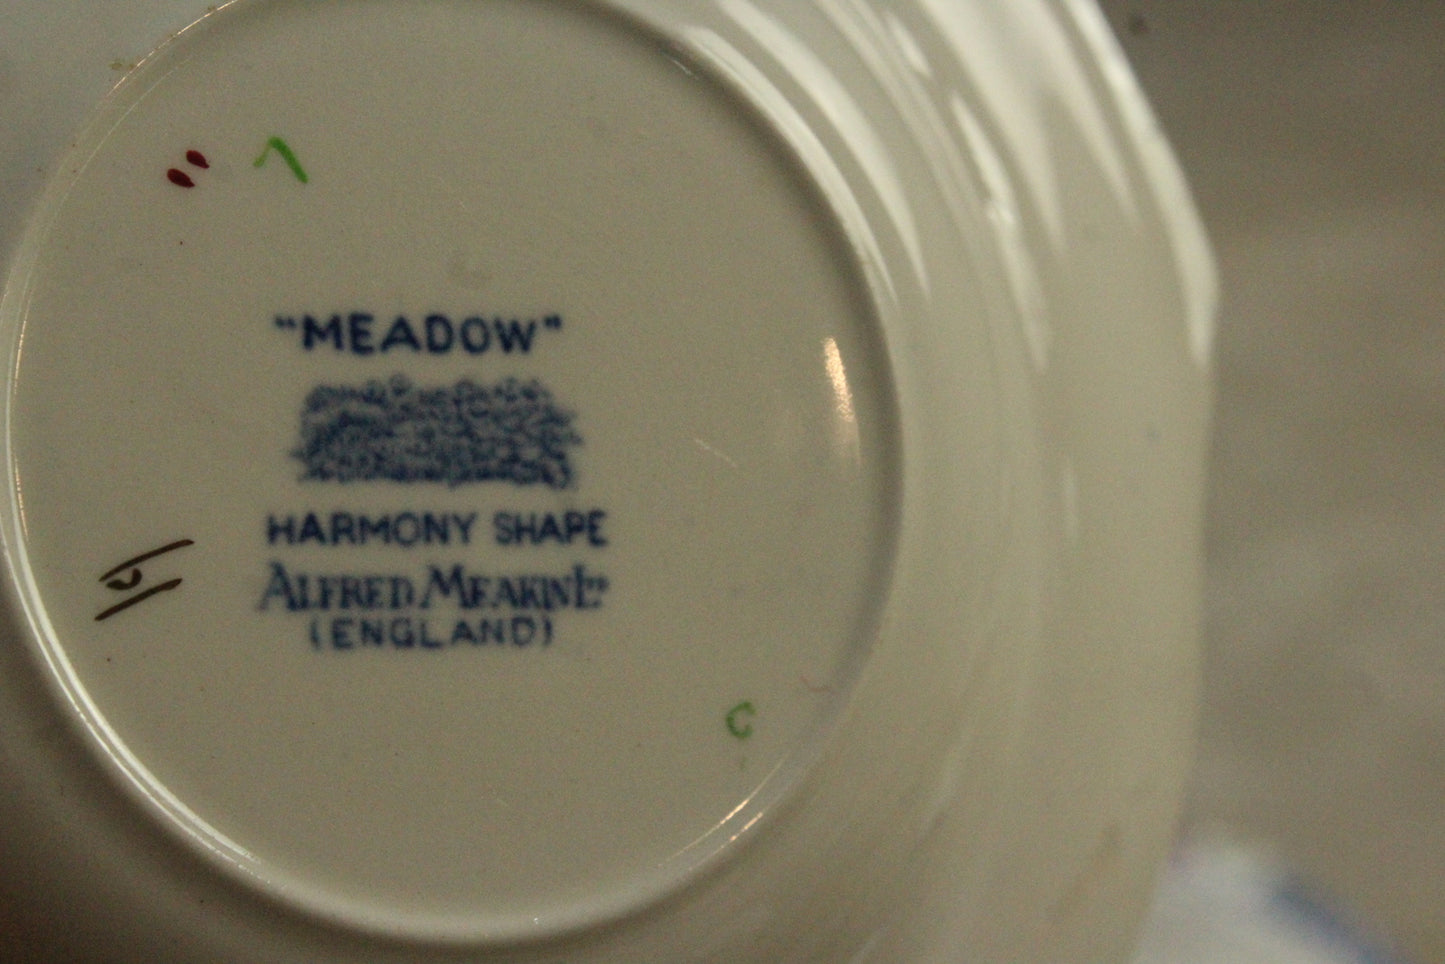 "MEADOW"
HARMONY SHAPE
ALFRED MEAKIN LTD
(ENGLAND)
C